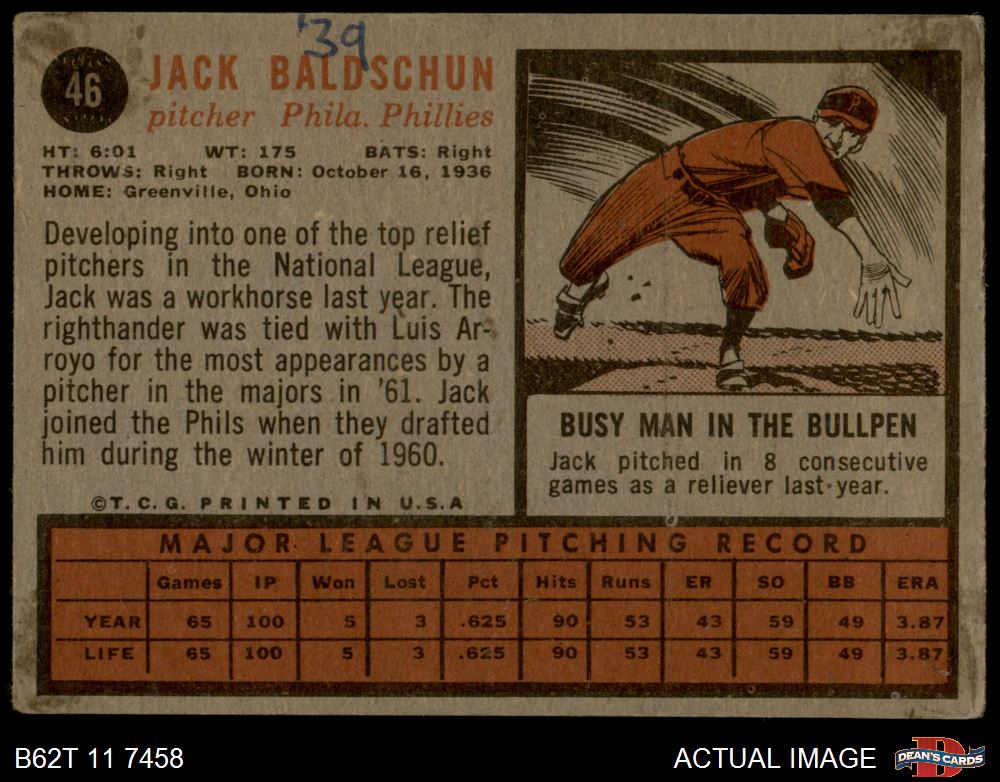 '39
46
JACK BALDSCHUN
pitcher Phila. Phillies
HT: 6:01 WT: 175 BATS: Right
THROWS: Right BORN: October 16, 1936
HOME: Greenville, Ohio
Developing into one of the top relief
pitchers in the National League,
Jack was a workhorse last year. The
righthander was tied with Luis Ar-
royo for the most appearances by a
pitcher in the majors in '61. Jack
joined the Phils when they drafted
him during the winter of 1960.
©T.C.G. PRINTED IN U.S.A
P
BUSY MAN IN THE BULLPEN
Jack pitched in 8 consecutive
games as a reliever last year.
MAJOR LEAGUE PITCHING RECORD
Games IP Won Lost Pct Hits Runs ER SO BB ERA
YEAR 65 100 5 3 .625 90 53 43 59 49 3.87
LIFE 65 100 5 3 .625 90 53 43 59 49 3.87
B62T 11 7458
ACTUAL IMAGE
D
DEAN'S CARDS